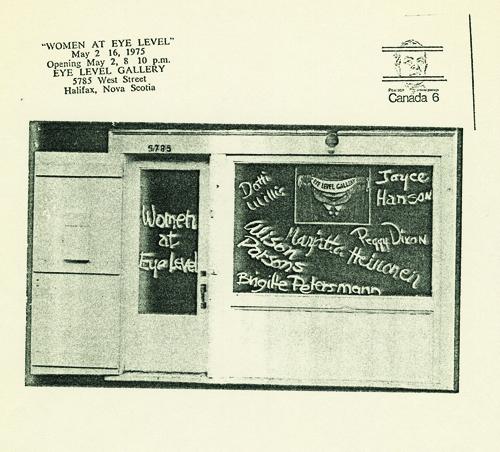 "WOMEN AT EYE LEVEL"
May 2 16, 1975
Opening May 2, 8 10 p.m.
EYE LEVEL GALLERY
5785 West Street
Halifax, Nova Scotia
Canada 6
5785
Women
at
Eye Level
Dotti
Willis
EYE LEVEL GALLERY
Joyce
Hanson
Alison
Parsons
Marjatta Heinonen
Peggy Dixon
Brigitte Petersmann